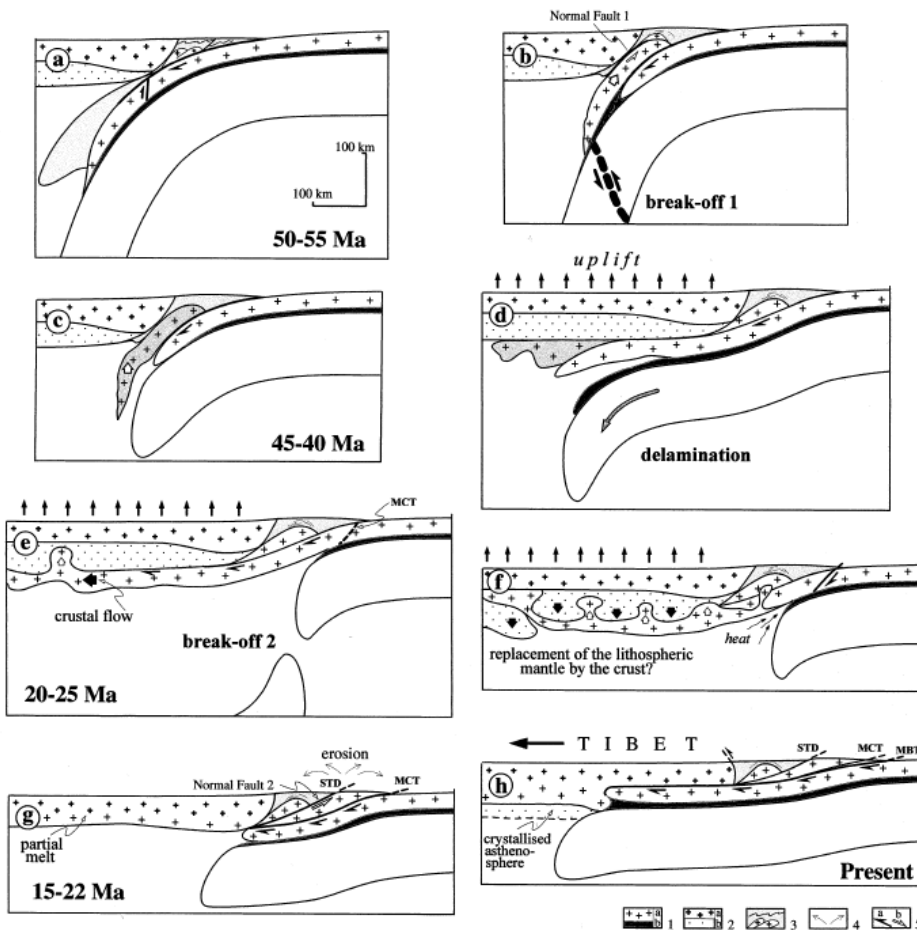 a
100 km
100 km
50-55 Ma
Normal Fault 1
b
break-off 1
c
45-40 Ma
uplift
d
delamination
e
MCT
crustal flow
break-off 2
20-25 Ma
f
heat
replacement of the lithospheric
mantle by the crust?
erosion
Normal Fault 2
STD
MCT
g
partial
melt
15-22 Ma
TIBET
STD
MCT
MBT
h
crystallised
astheno-
sphere
Present
a
b
1
a
b
2
3
4
a
b